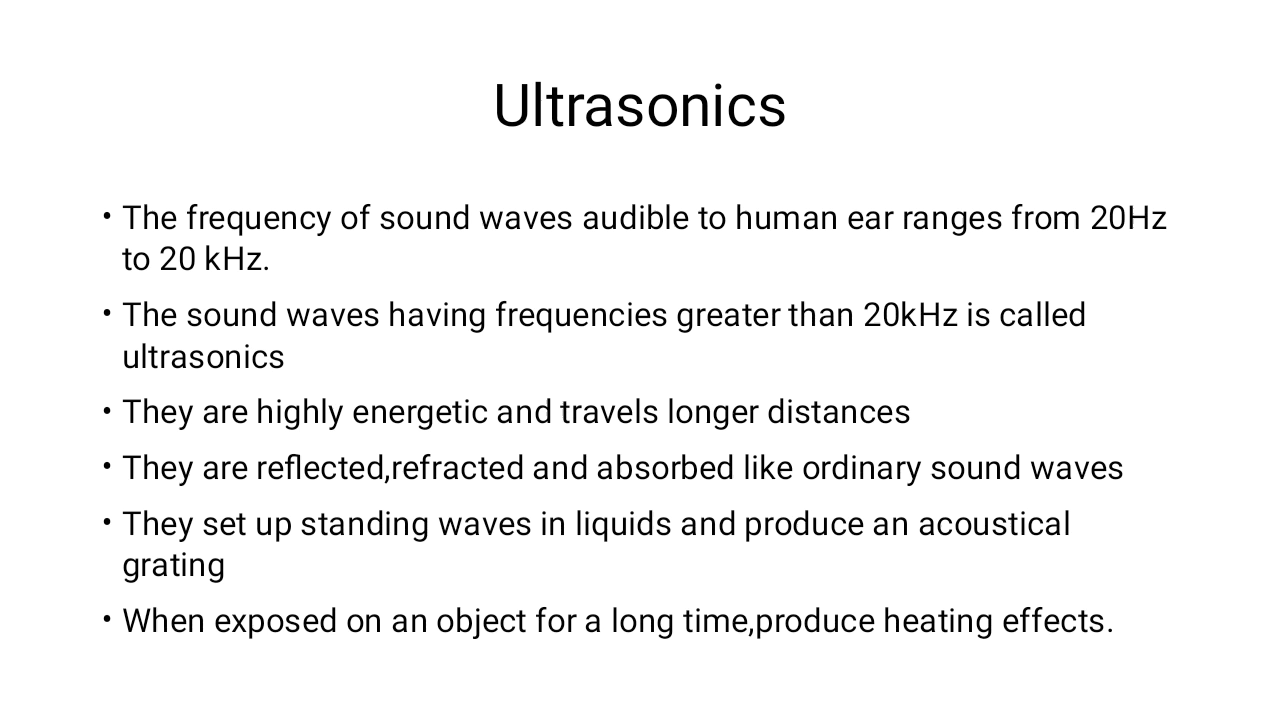 Ultrasonics
• The frequency of sound waves audible to human ear ranges from 20Hz
to 20 kHz.
• The sound waves having frequencies greater than 20kHz is called
ultrasonics
• They are highly energetic and travels longer distances
• They are reflected,refracted and absorbed like ordinary sound waves
• They set up standing waves in liquids and produce an acoustical
grating
• When exposed on an object for a long time,produce heating effects.